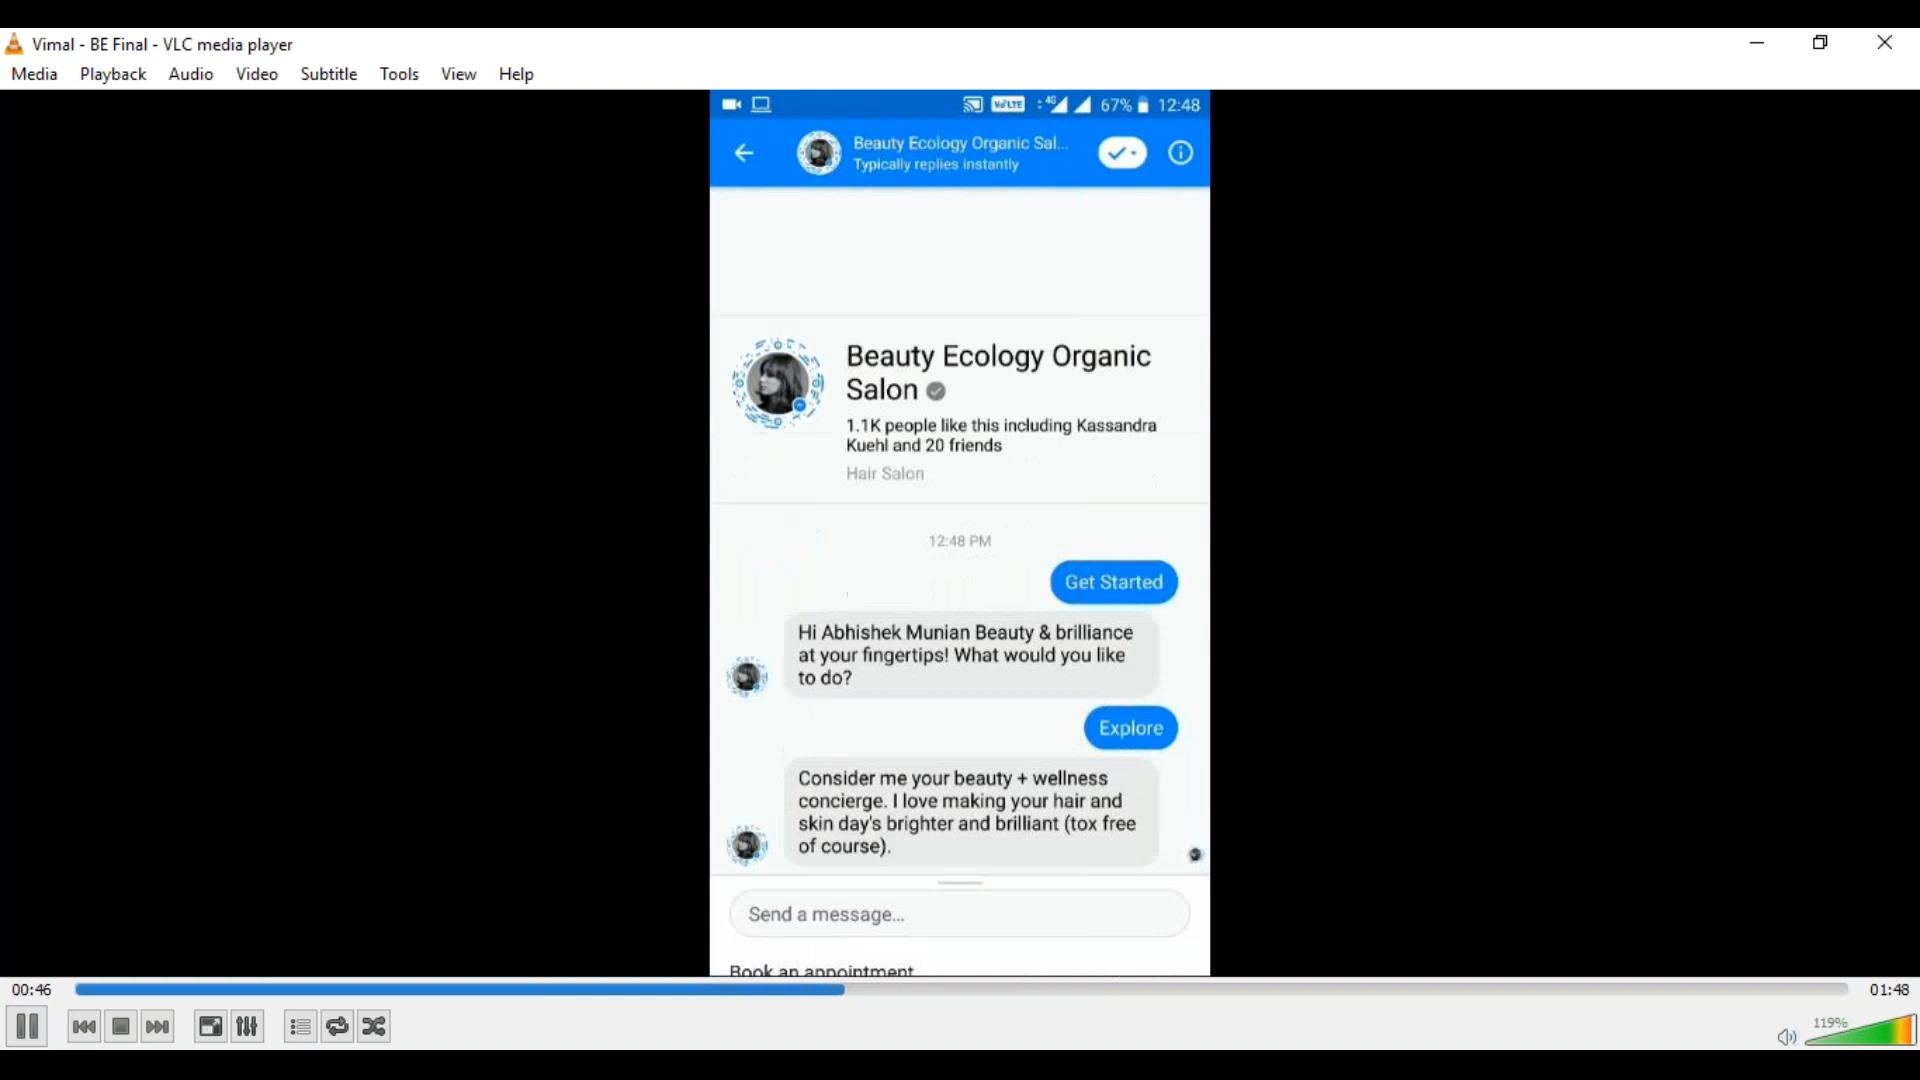 Vimal - BE Final - VLC media player
Media Playback Audio Video Subtitle Tools View Help
VoLTE 4G 67% 12:48
Beauty Ecology Organic Sal...
Typically replies instantly
Beauty Ecology Organic
Salon
1.1K people like this including Kassandra
Kuehl and 20 friends
Hair Salon
12:48 PM
Get Started
Hi Abhishek Munian Beauty & brilliance
at your fingertips! What would you like
to do?
Explore
Consider me your beauty + wellness
concierge. I love making your hair and
skin day's brighter and brilliant (tox free
of course).
Send a message...
Book an appointment
00:46
01:48
119%